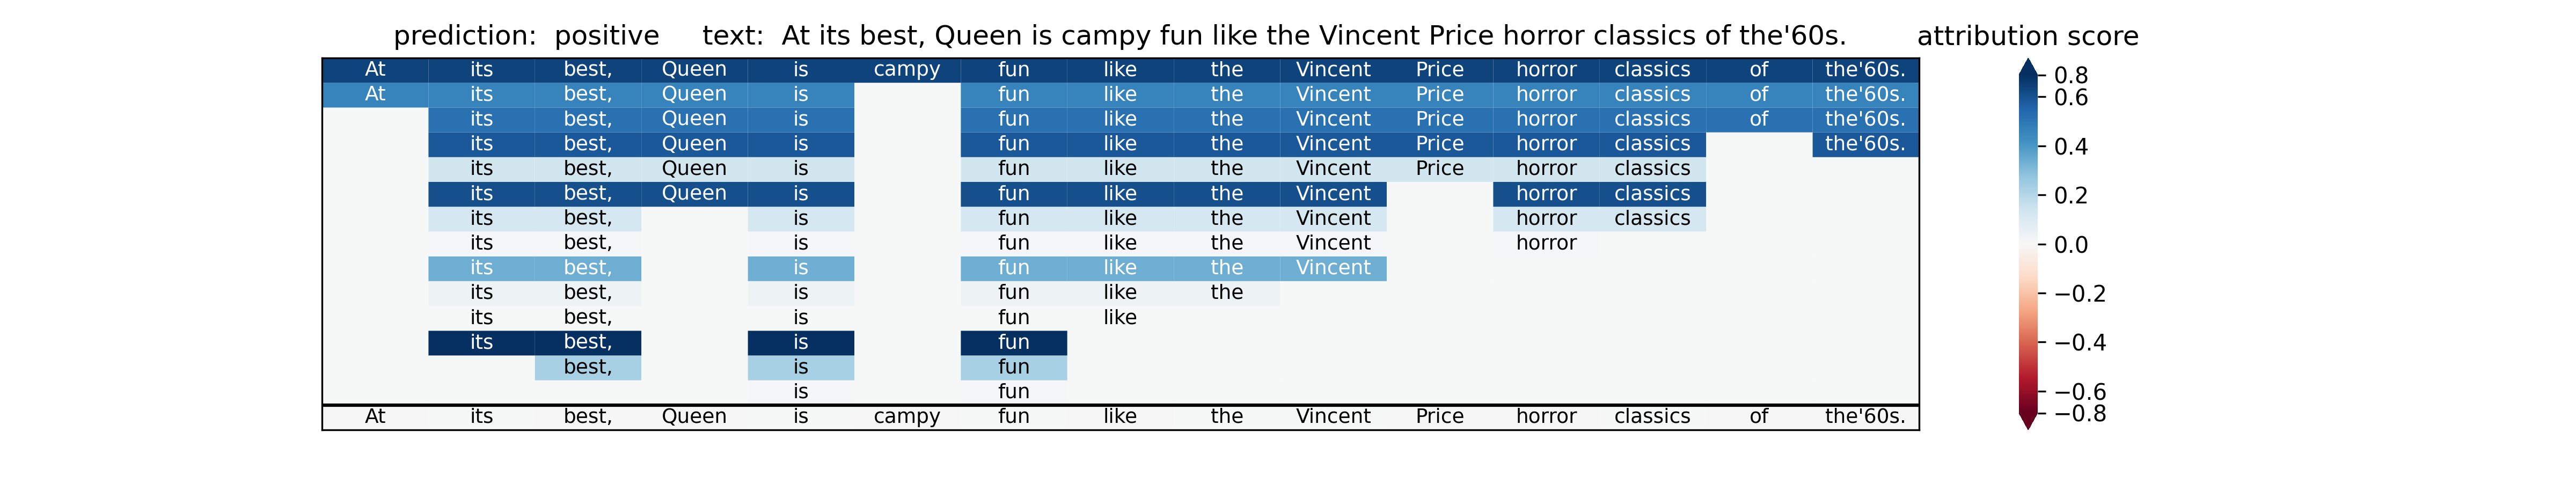 prediction: positive text: At its best, Queen is campy fun like the Vincent Price horror classics of the'60s. attribution score
At its best, Queen is campy fun like the Vincent Price horror classics of the'60s.
At its best, Queen is fun like the Vincent Price horror classics of the'60s.
its best, Queen is fun like the Vincent Price horror classics of the'60s.
its best, Queen is fun like the Vincent Price horror classics the'60s.
its best, Queen is fun like the Vincent Price horror classics
its best, Queen is fun like the Vincent horror classics
its best, is fun like the Vincent horror classics
its best, is fun like the Vincent horror
its best, is fun like the Vincent
its best, is fun like the
its best, is fun like
its best, is fun
best, is fun
is fun
At its best, Queen is campy fun like the Vincent Price horror classics of the'60s.
0.8
0.6
0.4
0.2
0.0
−0.2
−0.4
−0.6
−0.8